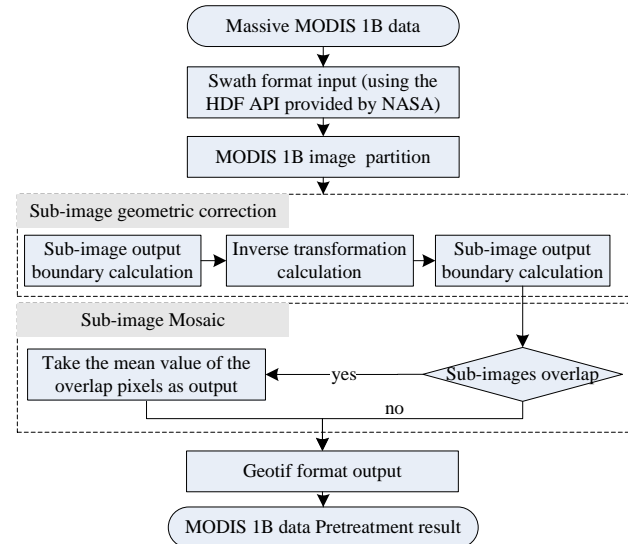 Massive MODIS 1B data
Swath format input (using the
HDF API provided by NASA)
MODIS 1B image partition
Sub-image geometric correction
Sub-image output
boundary calculation
Inverse transformation
calculation
Sub-image output
boundary calculation
Sub-image Mosaic
Take the mean value of the
overlap pixels as output
yes
Sub-images overlap
no
Geotif format output
MODIS 1B data Pretreatment result